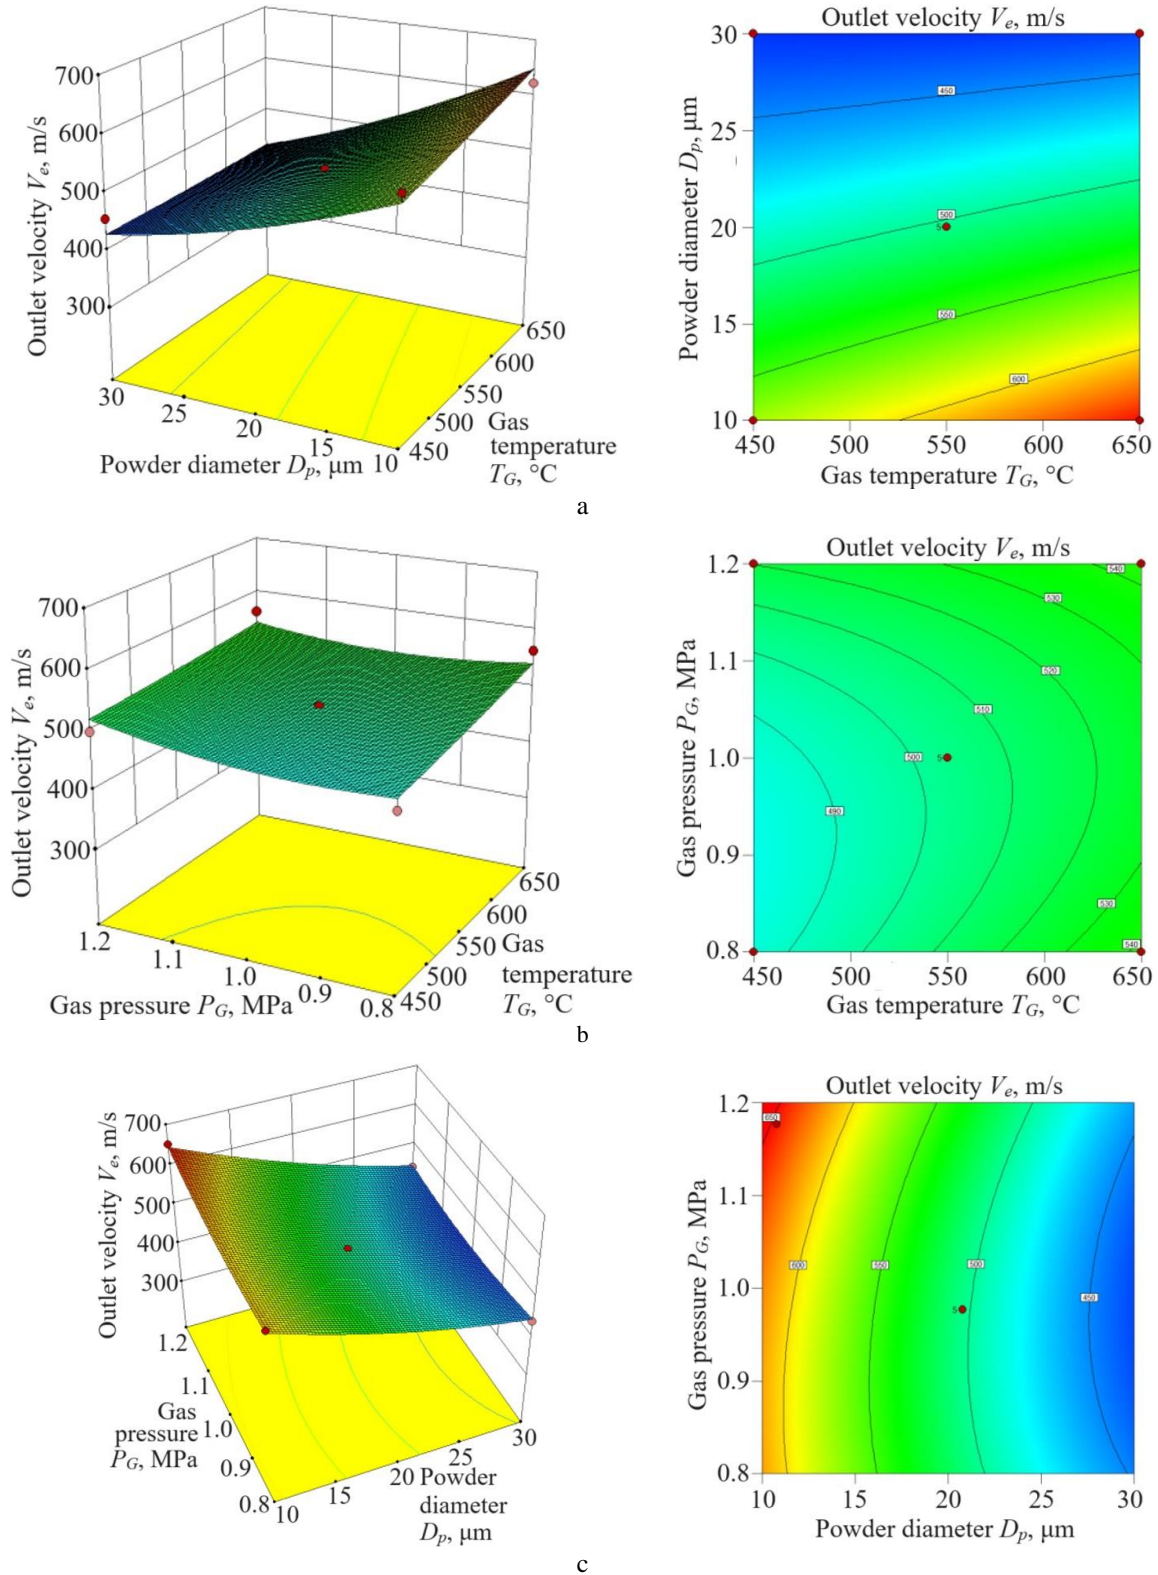 700
600
500
400
300
Outlet velocity Ve, m/s
30
25
20
15
10
Powder diameter Dp, μm
650
600
550
500
450
Gas
temperature
TG, °C
Outlet velocity Ve, m/s
30
25
20
15
10
Powder diameter Dp, μm
450
500
550
600
5
450 500 550 600 650
Gas temperature TG, °C
a
700
600
500
400
300
Outlet velocity Ve, m/s
1.2
1.1
1.0
0.9
0.8
Gas pressure PG, MPa
650
600
550
500
450
Gas
temperature
TG, °C
Outlet velocity Ve, m/s
1.2
1.1
1.0
0.9
0.8
Gas pressure PG, MPa
540
530
520
510
500
490
530
540
5
450 500 550 600 650
Gas temperature TG, °C
b
700
600
500
400
300
Outlet velocity Ve, m/s
1.2
1.1
1.0
0.9
0.8
Gas
pressure
PG, MPa
10
15
20
25
30
Powder
diameter
Dp, μm
Outlet velocity Ve, m/s
1.2
1.1
1.0
0.9
0.8
Gas pressure PG, MPa
650
600
550
500
450
5
10 15 20 25 30
Powder diameter Dp, μm
c